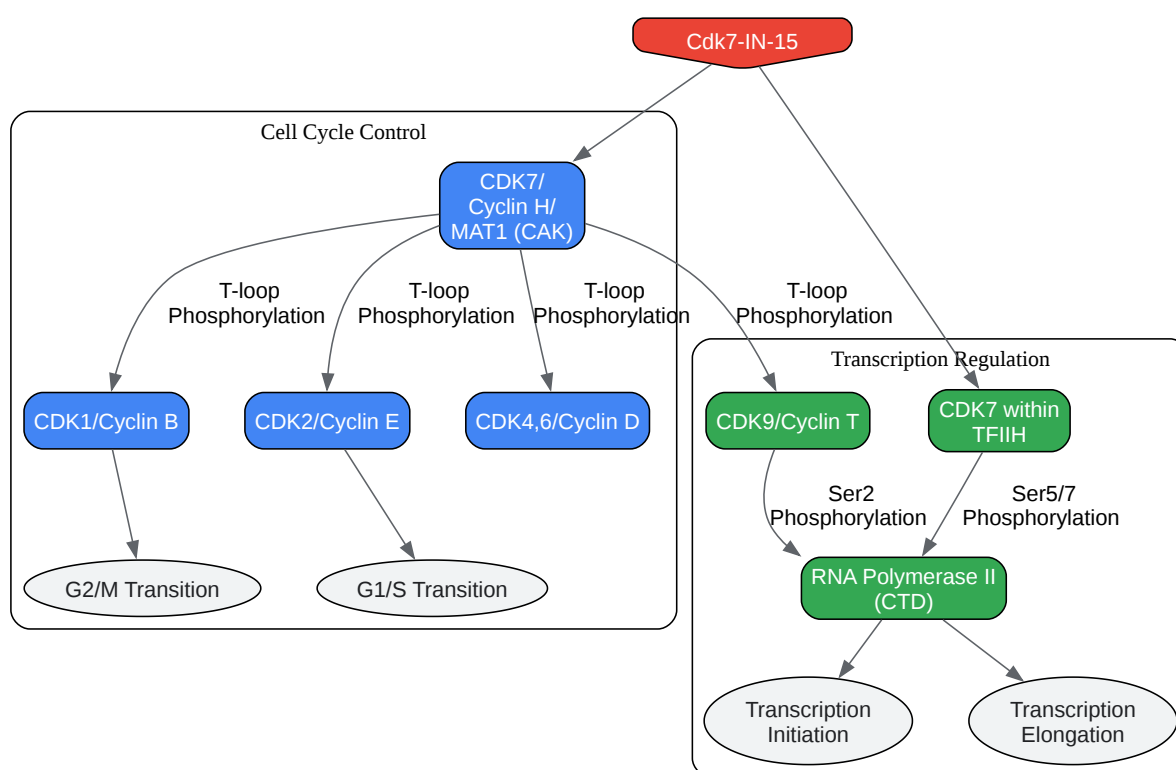 Cdk7-IN-15
Cell Cycle Control
CDK7/
Cyclin H/
MAT1 (CAK)
T-loop
Phosphorylation
T-loop
Phosphorylation
T-loop
Phosphorylation
T-loop
Phosphorylation
Transcription Regulation
CDK1/Cyclin B
CDK2/Cyclin E
CDK4,6/Cyclin D
CDK9/Cyclin T
CDK7 within
TFIIH
Ser2
Phosphorylation
Ser5/7
Phosphorylation
G2/M Transition
G1/S Transition
RNA Polymerase II
(CTD)
Transcription
Initiation
Transcription
Elongation